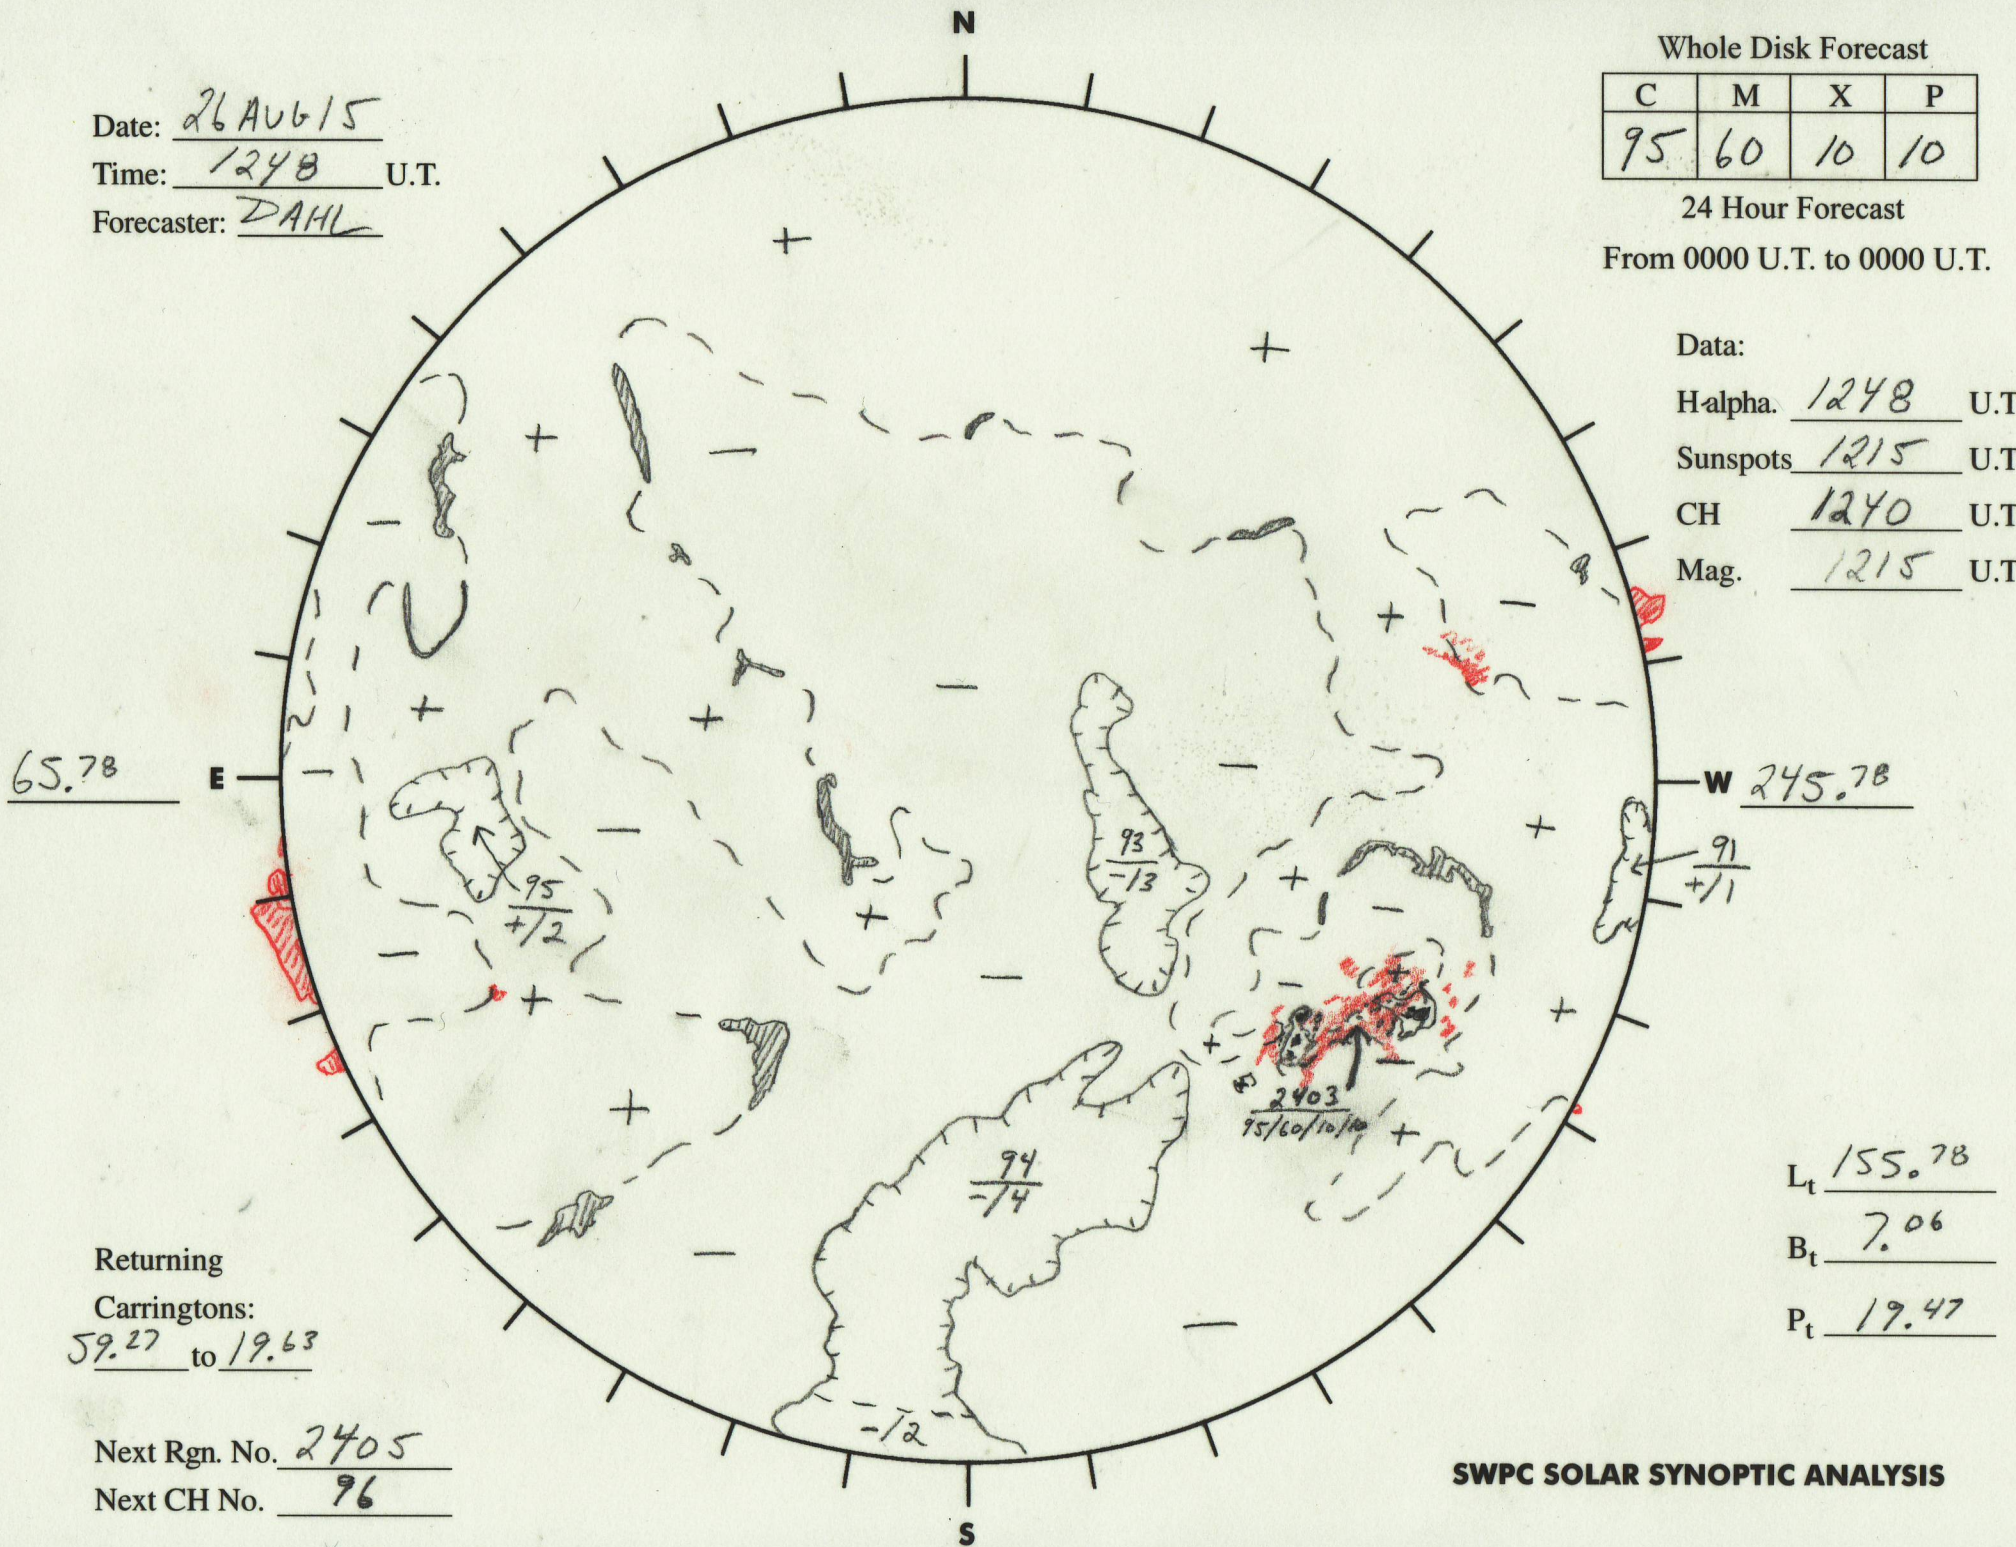 N
Date: 26 AUG 15
Time: 1248 U.T.
Forecaster: DAHL
Whole Disk Forecast
C M X P
95 60 10 10
24 Hour Forecast
From 0000 U.T. to 0000 U.T.
Data:
H-alpha. 1248 U.T
Sunspots 1215 U.T
CH 1240 U.T
Mag. 1215 U.T
65.78 E
W 245.78
93
-/3
91
+/1
95
+/2
2403
95/60/10/10
94
-/4
-/2
Lt 155.78
Bt 7.06
Pt 19.47
Returning
Carringtons:
59.27 to 19.63
Next Rgn. No. 2405
Next CH No. 96
SWPC SOLAR SYNOPTIC ANALYSIS
S